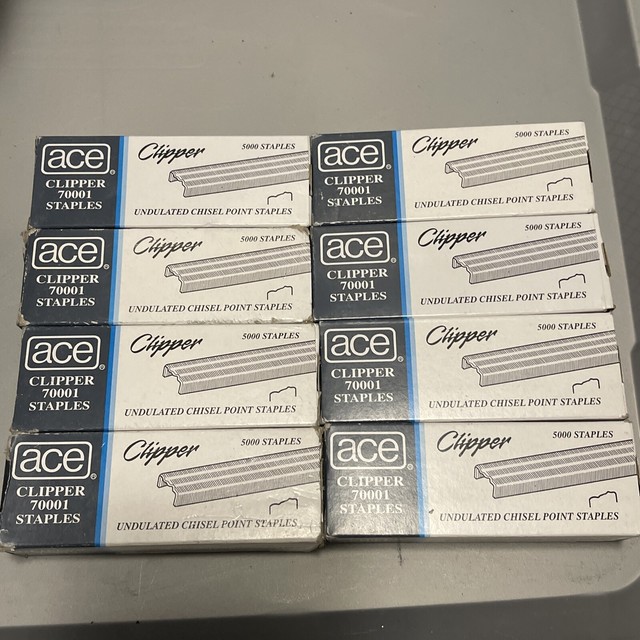 ace®
CLIPPER
70001
STAPLES
Clipper
5000 STAPLES
UNDULATED CHISEL POINT STAPLES
ace®
CLIPPER
70001
STAPLES
Clipper
5000 STAPLES
UNDULATED CHISEL POINT STAPLES
ace®
CLIPPER
70001
STAPLES
Clipper
5000 STAPLES
UNDULATED CHISEL POINT STAPLES
ace®
CLIPPER
70001
STAPLES
Clipper
5000 STAPLES
UNDULATED CHISEL POINT STAPLES
ace®
CLIPPER
70001
STAPLES
Clipper
5000 STAPLES
UNDULATED CHISEL POINT STAPLES
ace®
CLIPPER
70001
STAPLES
Clipper
5000 STAPLES
UNDULATED CHISEL POINT STAPLES
ace®
CLIPPER
70001
STAPLES
Clipper
5000 STAPLES
UNDULATED CHISEL POINT STAPLES
ace®
CLIPPER
70001
STAPLES
Clipper
5000 STAPLES
UNDULATED CHISEL POINT STAPLES